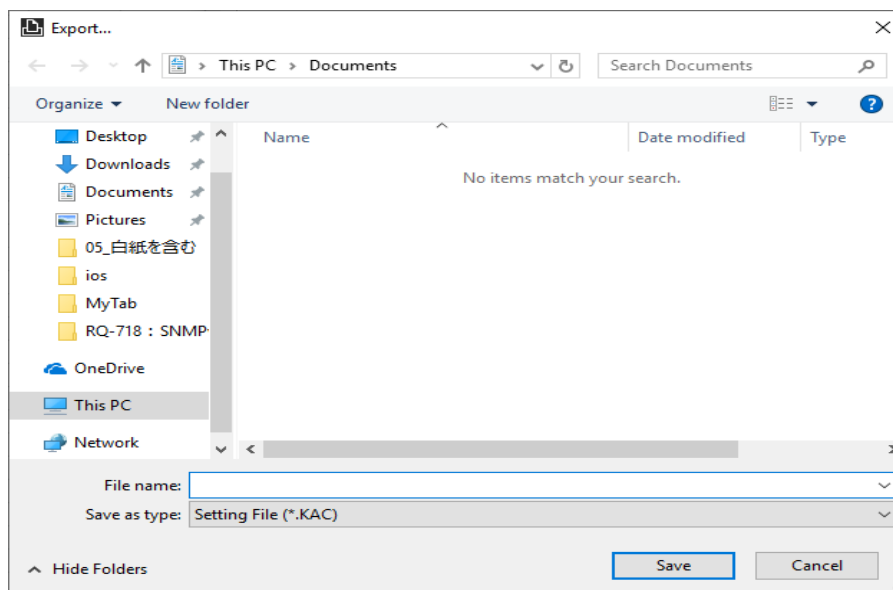 Export...
This PC > Documents
Search Documents
Organize
New folder
?
Name
Date modified
Type
No items match your search.
Desktop
Downloads
Documents
Pictures
05_白紙を含む
ios
MyTab
RQ-718：SNMP
OneDrive
This PC
Network
File name:
Save as type: Setting File (*.KAC)
Hide Folders
Save
Cancel